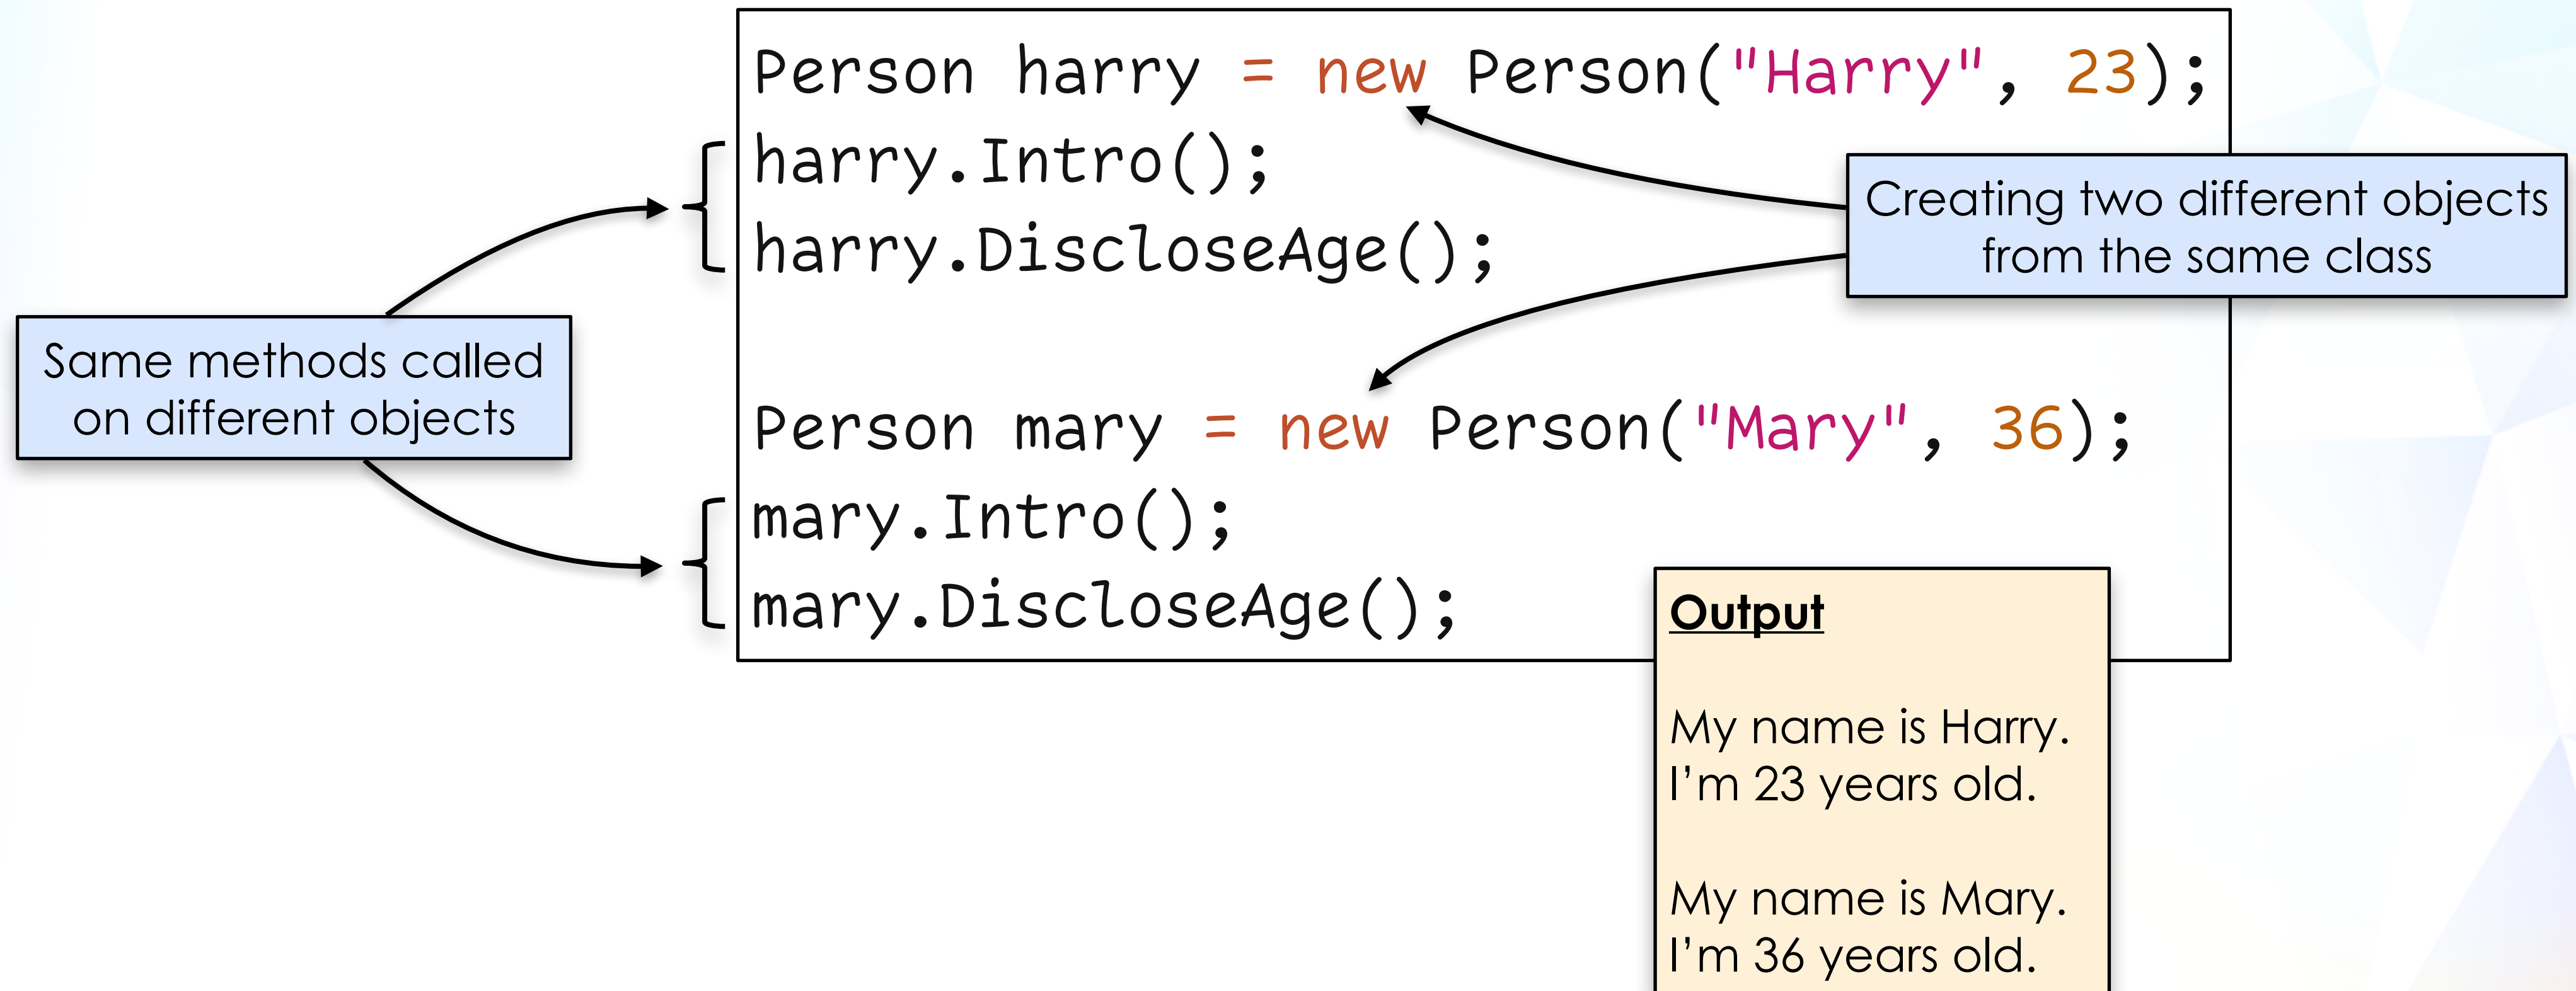 Person harry = new Person("Harry", 23);
harry.Intro();
harry.DiscloseAge();
Person mary = new Person("Mary", 36);
mary.Intro();
mary.DiscloseAge();
Creating two different objects
from the same class
Same methods called
on different objects
Output
My name is Harry.
I’m 23 years old.
My name is Mary.
I’m 36 years old.